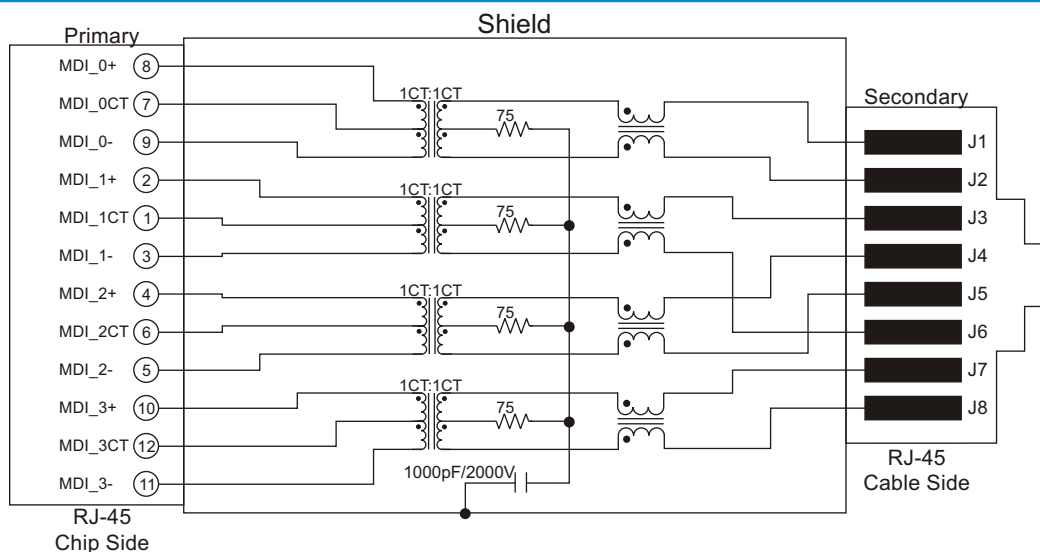 Shield
Primary
MDI_0+ 8
MDI_0CT 7
MDI_0- 9
MDI_1+ 2
MDI_1CT 1
MDI_1- 3
MDI_2+ 4
MDI_2CT 6
MDI_2- 5
MDI_3+ 10
MDI_3CT 12
MDI_3- 11
RJ-45
Chip Side
1CT:1CT
75
1CT:1CT
75
1CT:1CT
75
1CT:1CT
75
1000pF/2000V
Secondary
J1
J2
J3
J4
J5
J6
J7
J8
RJ-45
Cable Side